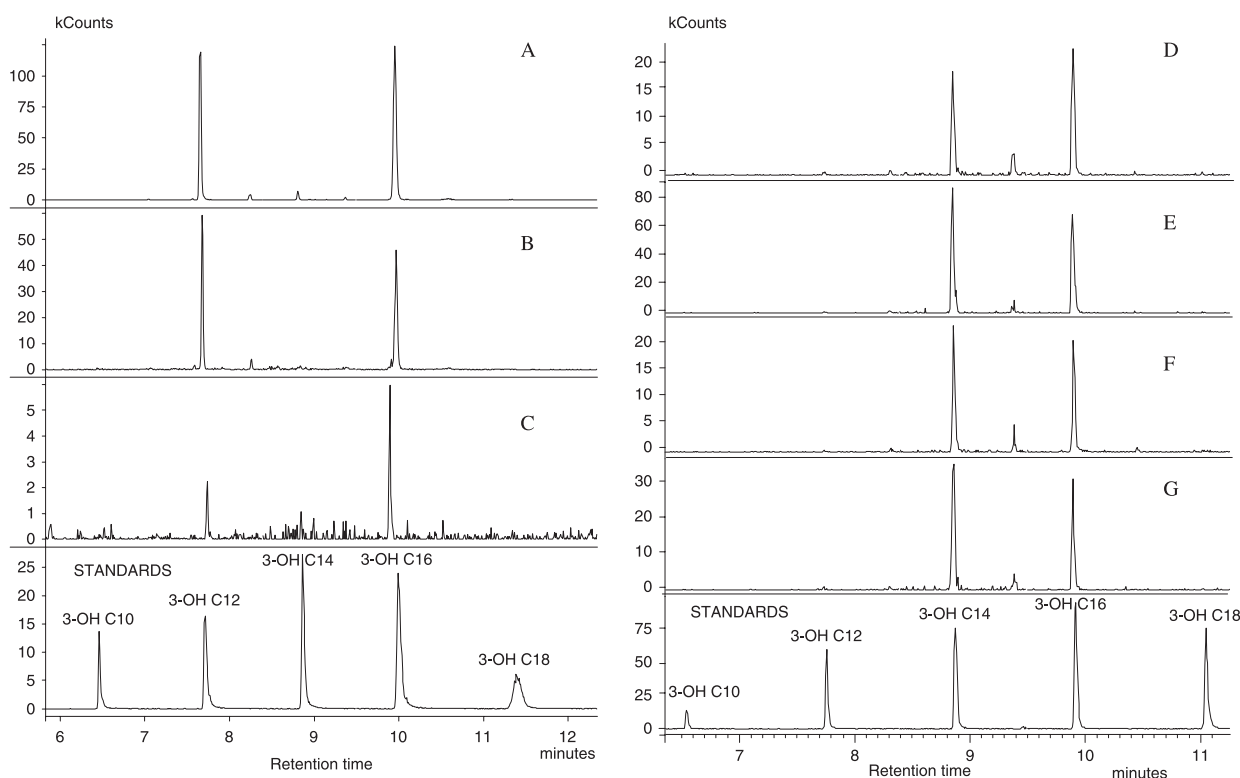 kCounts
A
100
75
50
25
0
B
50
40
30
20
10
0
C
5
4
3
2
1
0
STANDARDS
3-OH C10
3-OH C12
3-OH C14
3-OH C16
3-OH C18
25
20
15
10
5
0
6 7 8 9 10 11 12
minutes
Retention time
kCounts
D
20
15
10
5
0
E
80
60
40
20
0
F
20
15
10
5
0
G
30
20
10
0
STANDARDS
3-OH C10
3-OH C12
3-OH C14
3-OH C16
3-OH C18
75
50
25
0
7 8 9 10 11
Retention time
minutes